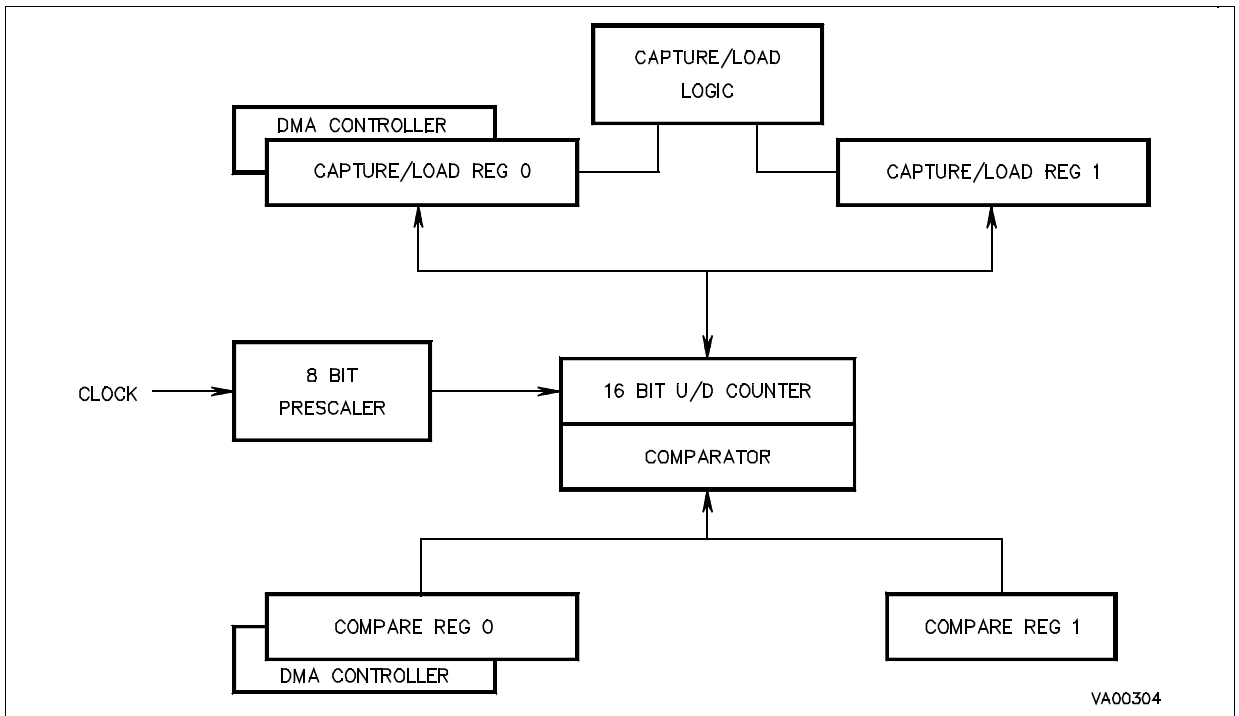 CAPTURE/LOAD
LOGIC
DMA CONTROLLER
CAPTURE/LOAD REG 0
CAPTURE/LOAD REG 1
8 BIT
PRESCALER
CLOCK
16 BIT U/D COUNTER
COMPARATOR
COMPARE REG 0
COMPARE REG 1
DMA CONTROLLER
VA00304